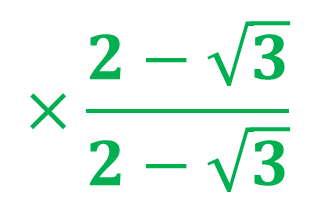 × (2 − √3)/(2 − √3)